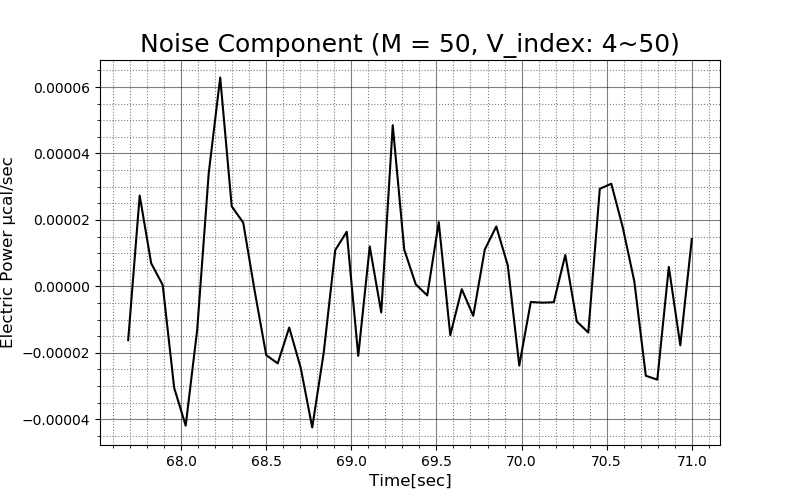 Noise Component (M = 50, V_index: 4~50)
0.00006
0.00004
0.00002
0.00000
−0.00002
−0.00004
Electric Power μcal/sec
68.0 68.5 69.0 69.5 70.0 70.5 71.0
Time[sec]